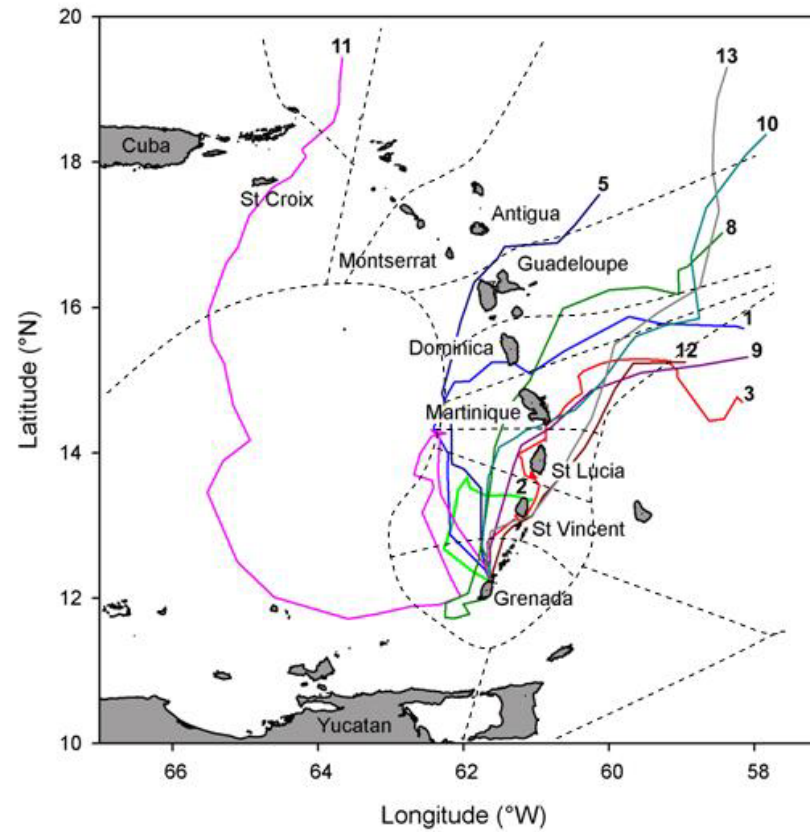 20
11
13
10
18
Cuba
St Croix
5
Antigua
8
Montserrat
Guadeloupe
16
1
Dominica
12
9
Martinique
3
14
St Lucia
2
St Vincent
12
Grenada
Yucatan
10
66
64
62
60
58
Latitude (°N)
Longitude (°W)